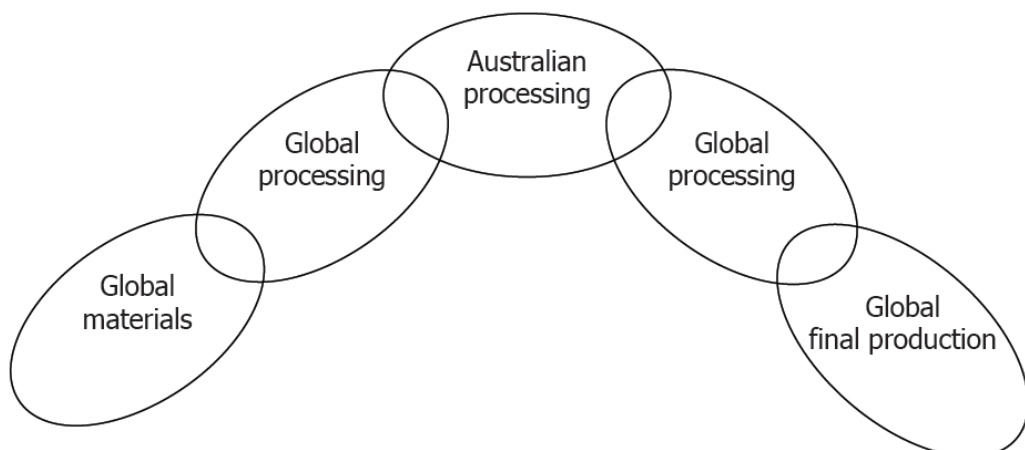 Australian
processing
Global
processing
Global
processing
Global
materials
Global
final production